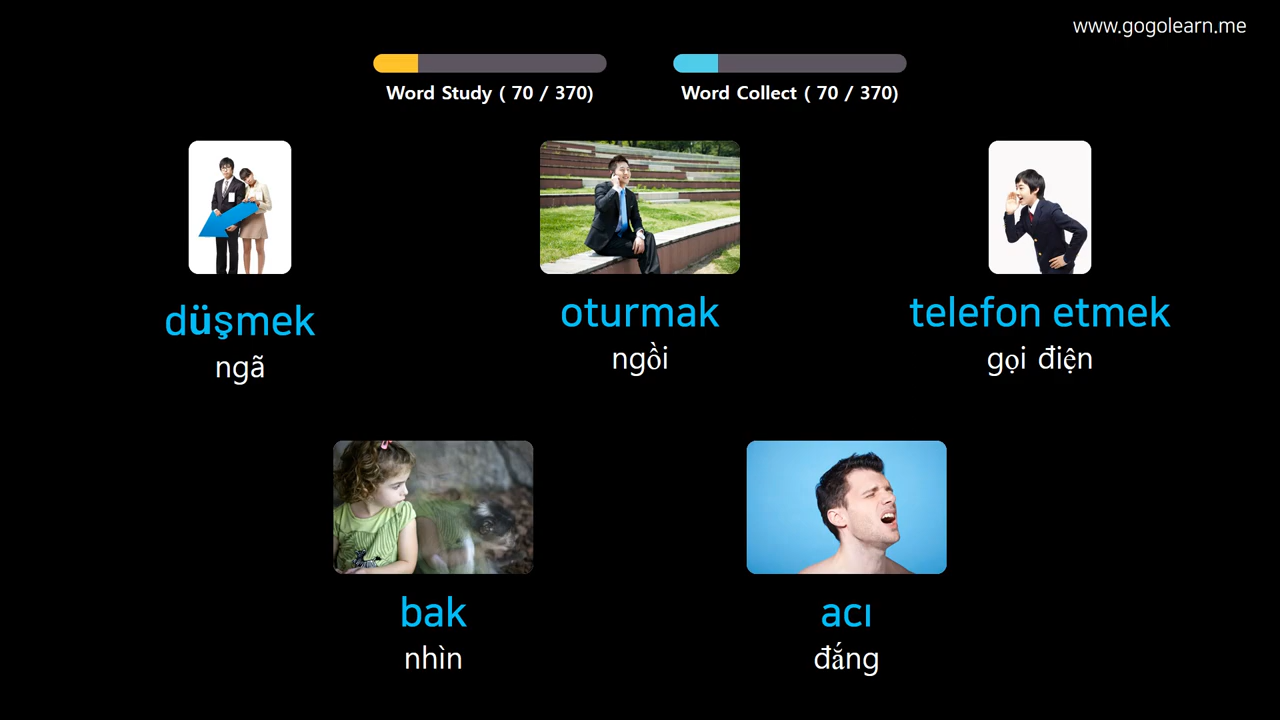 www.gogolearn.me
Word Study ( 70 / 370)
Word Collect ( 70 / 370)
düşmek
ngã
oturmak
ngồi
telefon etmek
gọi điện
bak
nhìn
acı
đắng